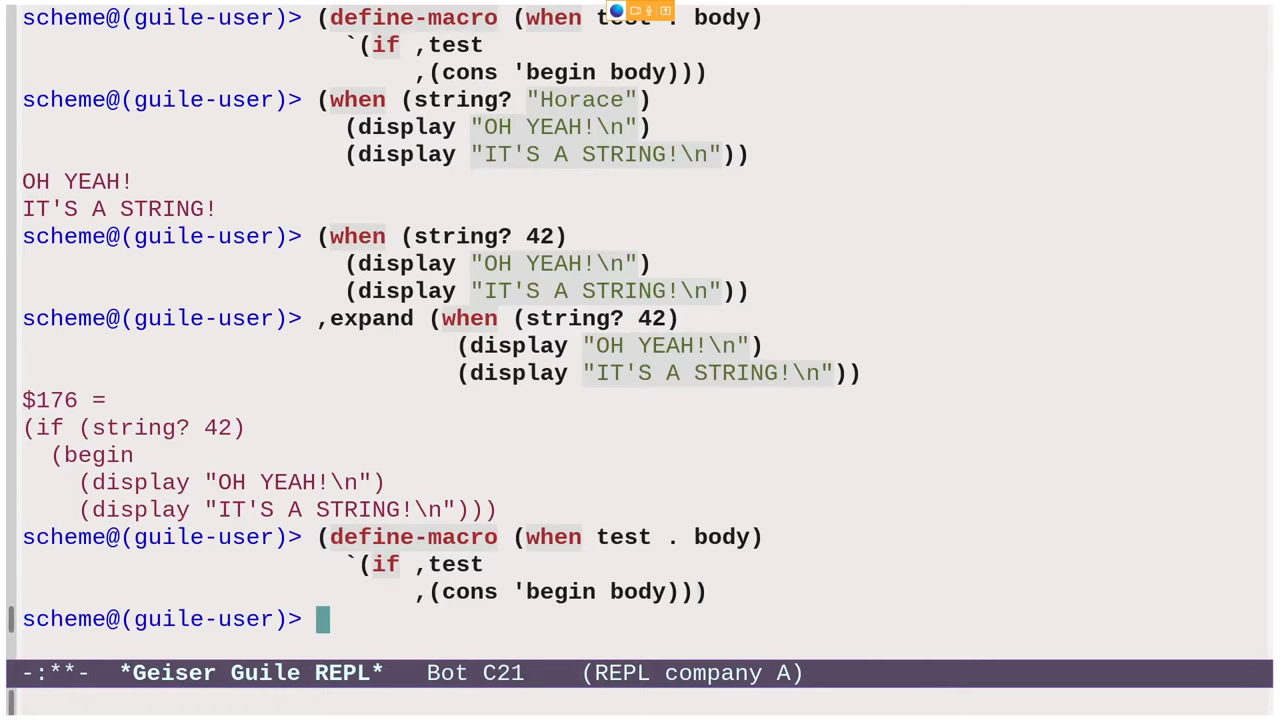 scheme@(guile-user)> (define-macro (when test . body)
`(if ,test
,(cons 'begin body)))
scheme@(guile-user)> (when (string? "Horace")
(display "OH YEAH!\n")
(display "IT'S A STRING!\n"))
OH YEAH!
IT'S A STRING!
scheme@(guile-user)> (when (string? 42)
(display "OH YEAH!\n")
(display "IT'S A STRING!\n"))
scheme@(guile-user)> ,expand (when (string? 42)
(display "OH YEAH!\n")
(display "IT'S A STRING!\n"))
$176 =
(if (string? 42)
(begin
(display "OH YEAH!\n")
(display "IT'S A STRING!\n")))
scheme@(guile-user)> (define-macro (when test . body)
`(if ,test
,(cons 'begin body)))
scheme@(guile-user)>
-:**- *Geiser Guile REPL* Bot C21 (REPL company A)